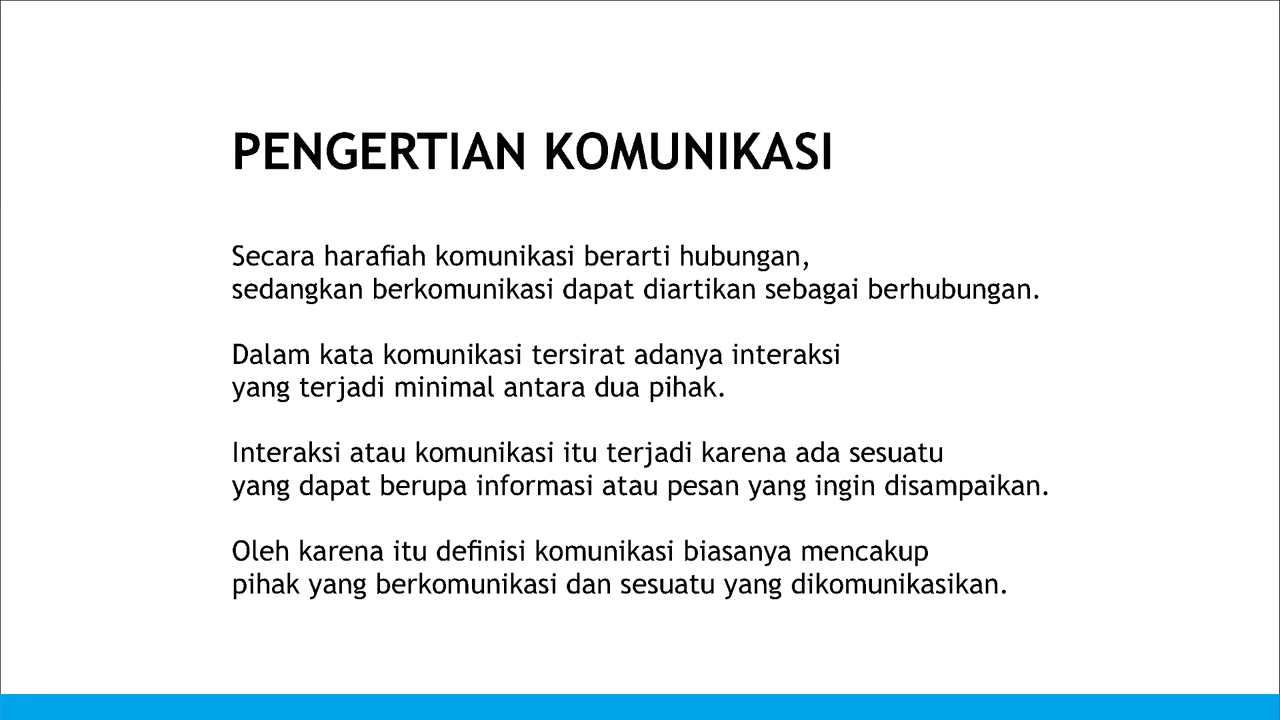 PENGERTIAN KOMUNIKASI
Secara harafiah komunikasi berarti hubungan,
sedangkan berkomunikasi dapat diartikan sebagai berhubungan.
Dalam kata komunikasi tersirat adanya interaksi
yang terjadi minimal antara dua pihak.
Interaksi atau komunikasi itu terjadi karena ada sesuatu
yang dapat berupa informasi atau pesan yang ingin disampaikan.
Oleh karena itu definisi komunikasi biasanya mencakup
pihak yang berkomunikasi dan sesuatu yang dikomunikasikan.